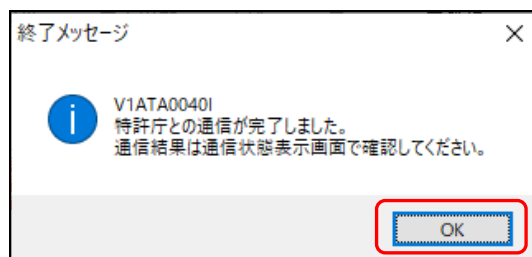 終了メッセージ
V1ATA0040I
特許庁との通信が完了しました。
通信結果は通信状態表示画面で確認してください。
OK